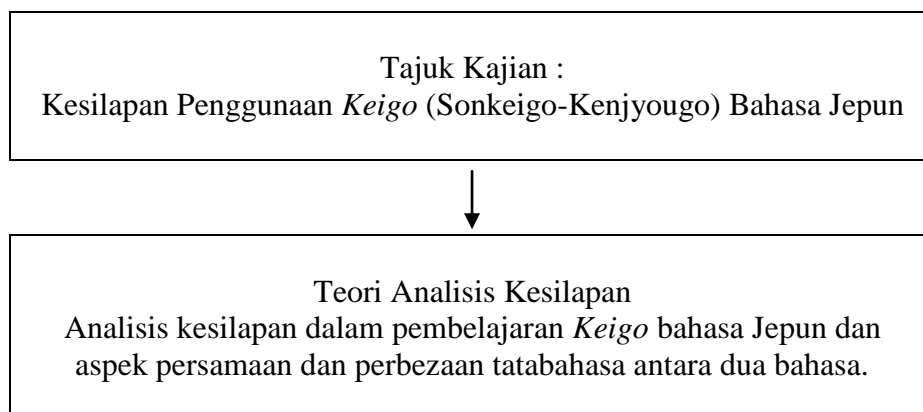 Tajuk Kajian :
Kesilapan Penggunaan Keigo (Sonkeigo-Kenjyougo) Bahasa Jepun
Teori Analisis Kesilapan
Analisis kesilapan dalam pembelajaran Keigo bahasa Jepun dan
aspek persamaan dan perbezaan tatabahasa antara dua bahasa.